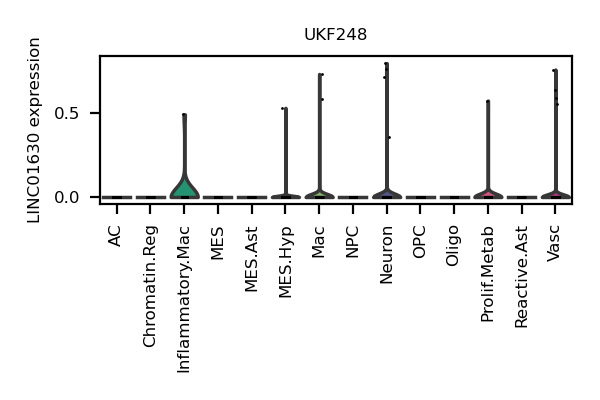 UKF248
LINC01630 expression
0.5
0.0
AC
Chromatin.Reg
Inflammatory.Mac
MES
MES.Ast
MES.Hyp
Mac
NPC
Neuron
OPC
Oligo
Prolif.Metab
Reactive.Ast
Vasc